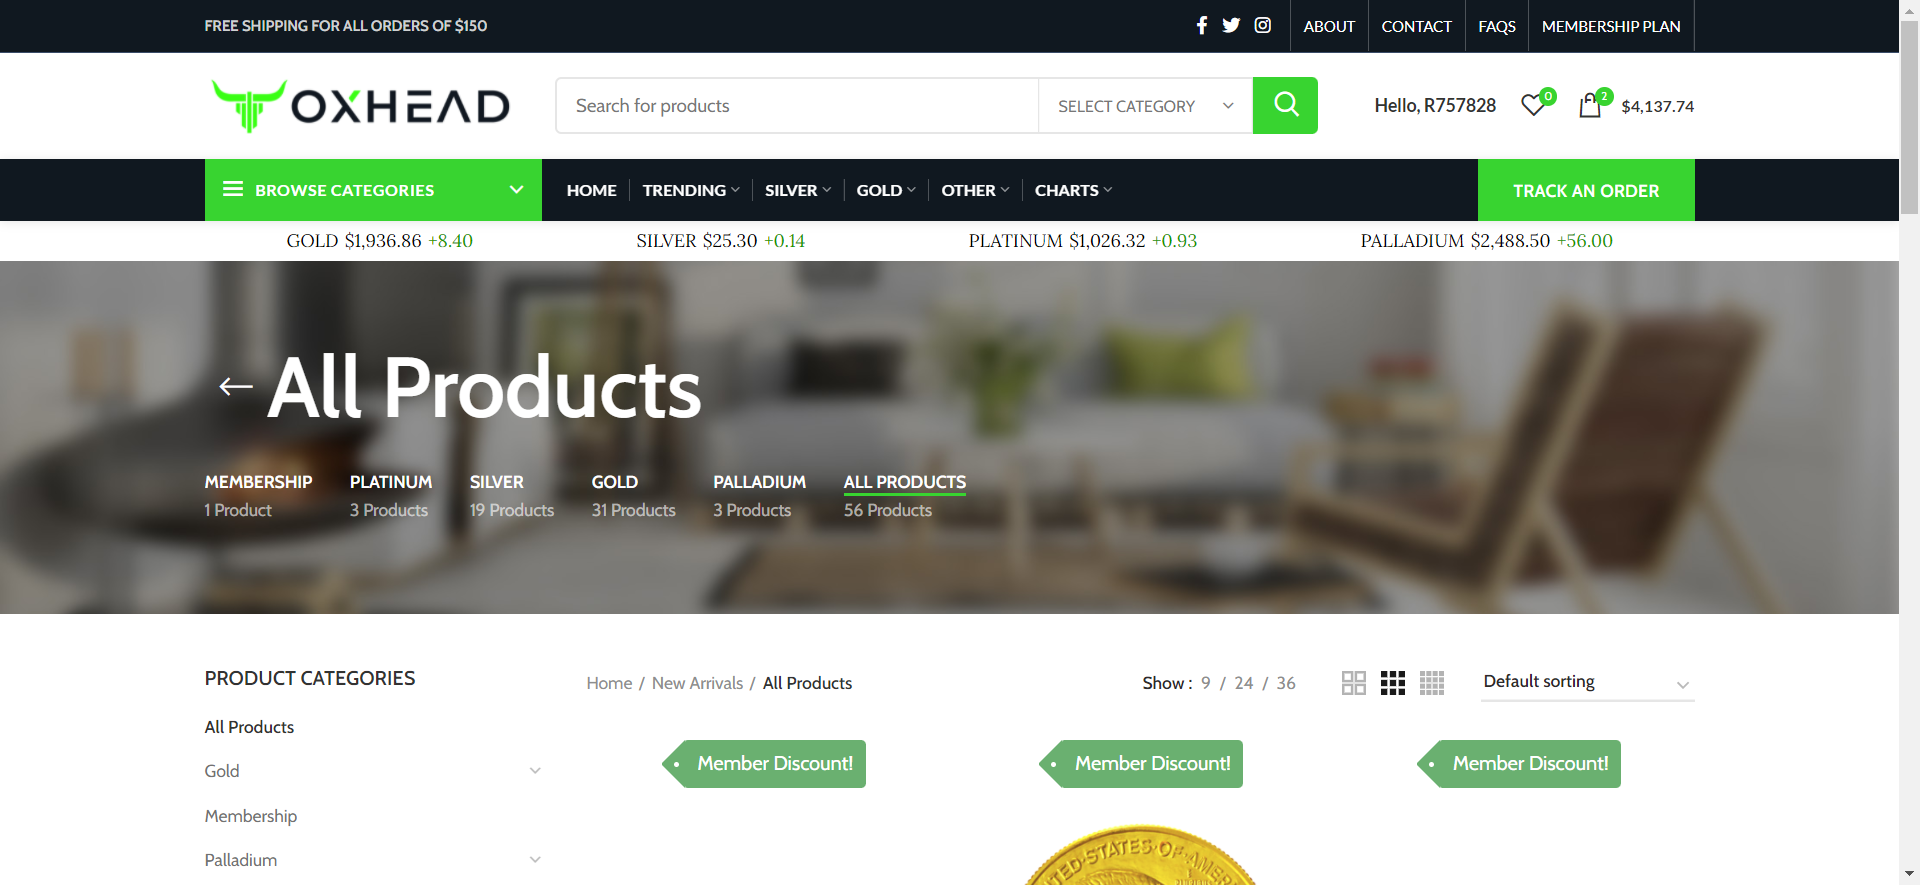 FREE SHIPPING FOR ALL ORDERS OF $150
ABOUT
CONTACT
FAQS
MEMBERSHIP PLAN
OXHEAD
Search for products
SELECT CATEGORY
Hello, R757828
0
2
$4,137.74
BROWSE CATEGORIES
HOME
TRENDING
SILVER
GOLD
OTHER
CHARTS
TRACK AN ORDER
GOLD $1,936.86 +8.40
SILVER $25.30 +0.14
PLATINUM $1,026.32 +0.93
PALLADIUM $2,488.50 +56.00
All Products
MEMBERSHIP
1 Product
PLATINUM
3 Products
SILVER
19 Products
GOLD
31 Products
PALLADIUM
3 Products
ALL PRODUCTS
56 Products
PRODUCT CATEGORIES
All Products
Gold
Membership
Palladium
Home / New Arrivals / All Products
Show : 9 / 24 / 36
Default sorting
Member Discount!
Member Discount!
Member Discount!
UNITED·STATES·OF·AMERICA